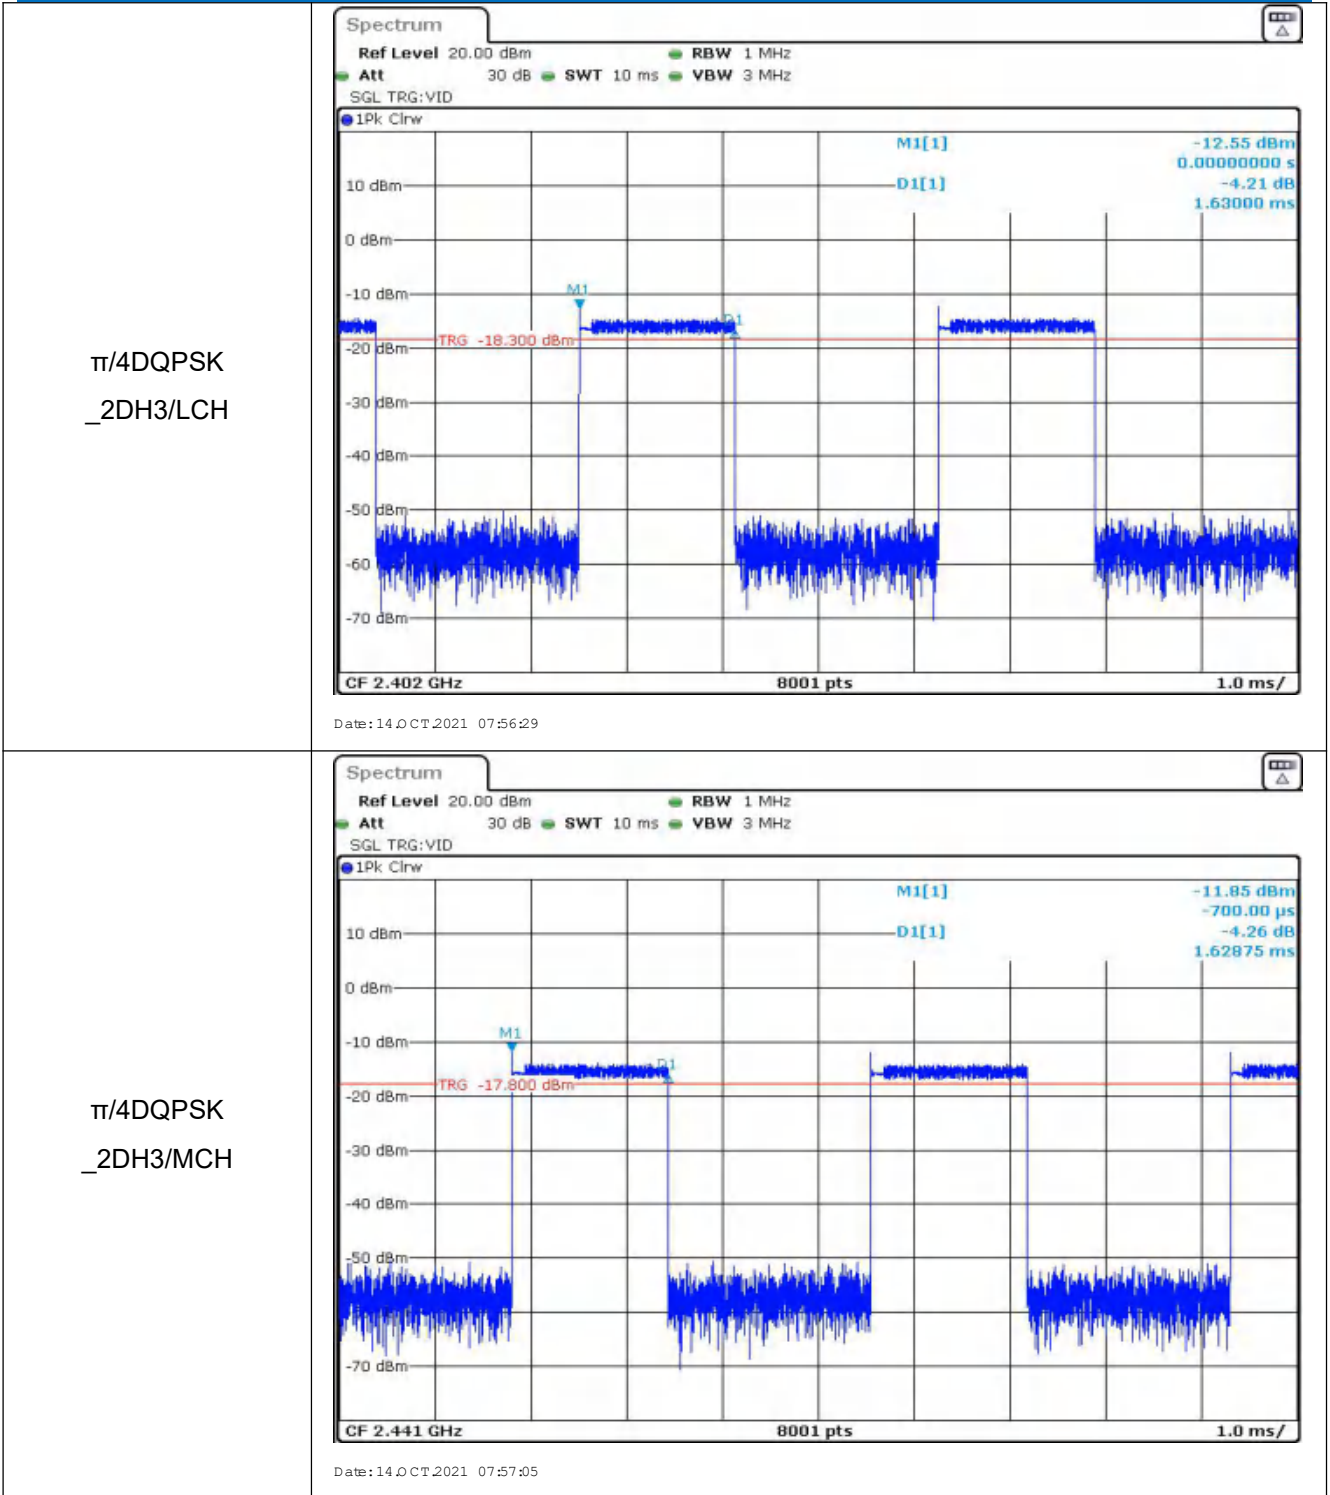 π/4DQPSK
_2DH3/LCH
Spectrum
Ref Level 20.00 dBm RBW 1 MHz
Att 30 dB SWT 10 ms VBW 3 MHz
SGL TRG:VID
1Pk Clrw
M1[1] -12.55 dBm
0.00000000 s
D1[1] -4.21 dB
1.63000 ms
10 dBm
0 dBm
-10 dBm
M1
D1
TRG -18.300 dBm
-20 dBm
-30 dBm
-40 dBm
-50 dBm
-60
-70 dBm
CF 2.402 GHz 8001 pts 1.0 ms/
Date:14.OCT.2021 07:56:29
π/4DQPSK
_2DH3/MCH
Spectrum
Ref Level 20.00 dBm RBW 1 MHz
Att 30 dB SWT 10 ms VBW 3 MHz
SGL TRG:VID
1Pk Clrw
M1[1] -11.85 dBm
-700.00 µs
D1[1] -4.26 dB
1.62875 ms
10 dBm
0 dBm
M1
-10 dBm
D1
TRG -17.800 dBm
-20 dBm
-30 dBm
-40 dBm
-50 dBm
-70 dBm
CF 2.441 GHz 8001 pts 1.0 ms/
Date:14.OCT.2021 07:57:05